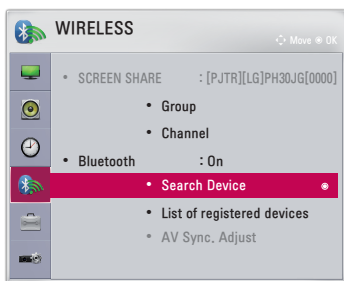 WIRELESS
Move OK
• SCREEN SHARE : [PJTR][LG]PH30JG[0000]
• Group
• Channel
• Bluetooth : On
• Search Device
• List of registered devices
• AV Sync. Adjust